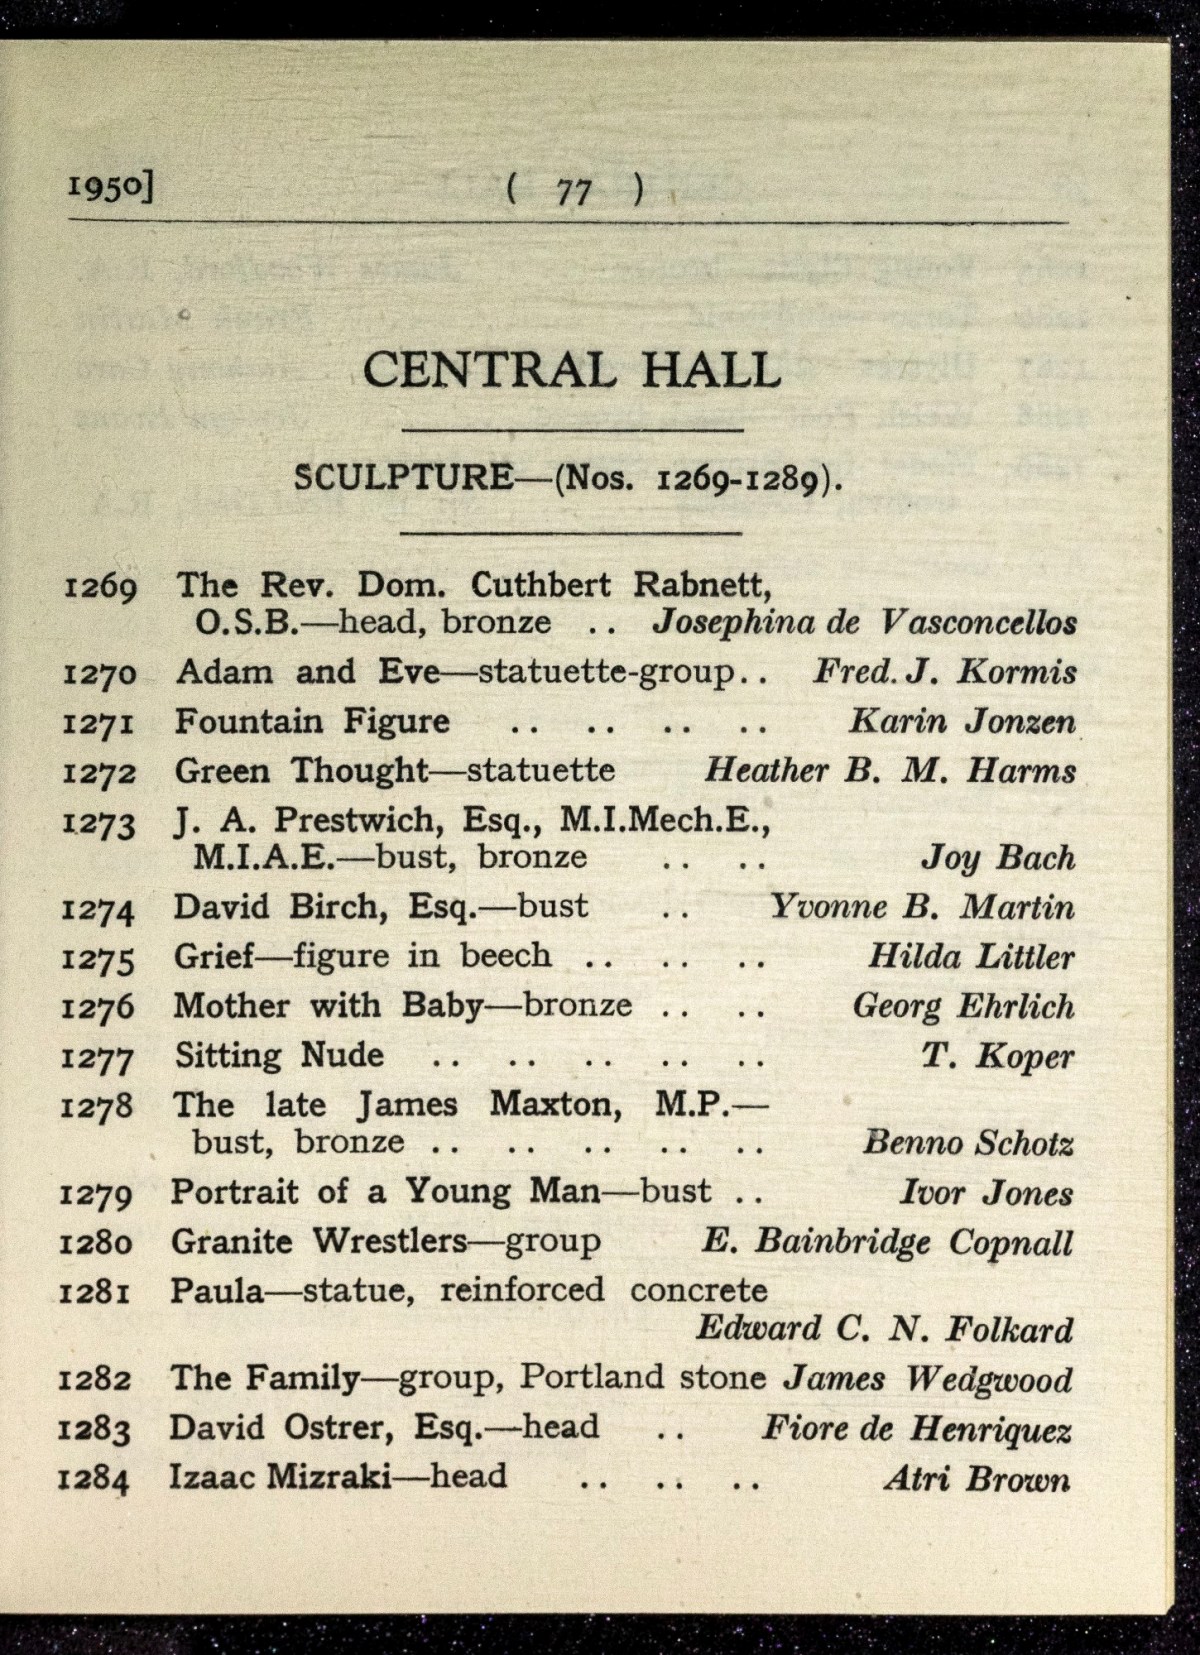 1950] ( 77 )
CENTRAL HALL
SCULPTURE—(Nos. 1269-1289).
1269 The Rev. Dom. Cuthbert Rabnett,
O.S.B.—head, bronze .. Josephina de Vasconcellos
1270 Adam and Eve—statuette-group.. Fred. J. Kormis
1271 Fountain Figure .. .. .. .. Karin Jonzen
1272 Green Thought—statuette Heather B. M. Harms
1273 J. A. Prestwich, Esq., M.I.Mech.E.,
M.I.A.E.—bust, bronze .. .. Joy Bach
1274 David Birch, Esq.—bust .. Yvonne B. Martin
1275 Grief—figure in beech .. .. .. Hilda Littler
1276 Mother with Baby—bronze .. .. Georg Ehrlich
1277 Sitting Nude .. .. .. .. .. T. Koper
1278 The late James Maxton, M.P.—
bust, bronze .. .. .. .. .. Benno Schotz
1279 Portrait of a Young Man—bust .. Ivor Jones
1280 Granite Wrestlers—group E. Bainbridge Copnall
1281 Paula—statue, reinforced concrete
Edward C. N. Folkard
1282 The Family—group, Portland stone James Wedgwood
1283 David Ostrer, Esq.—head .. Fiore de Henriquez
1284 Izaac Mizraki—head .. .. .. Atri Brown